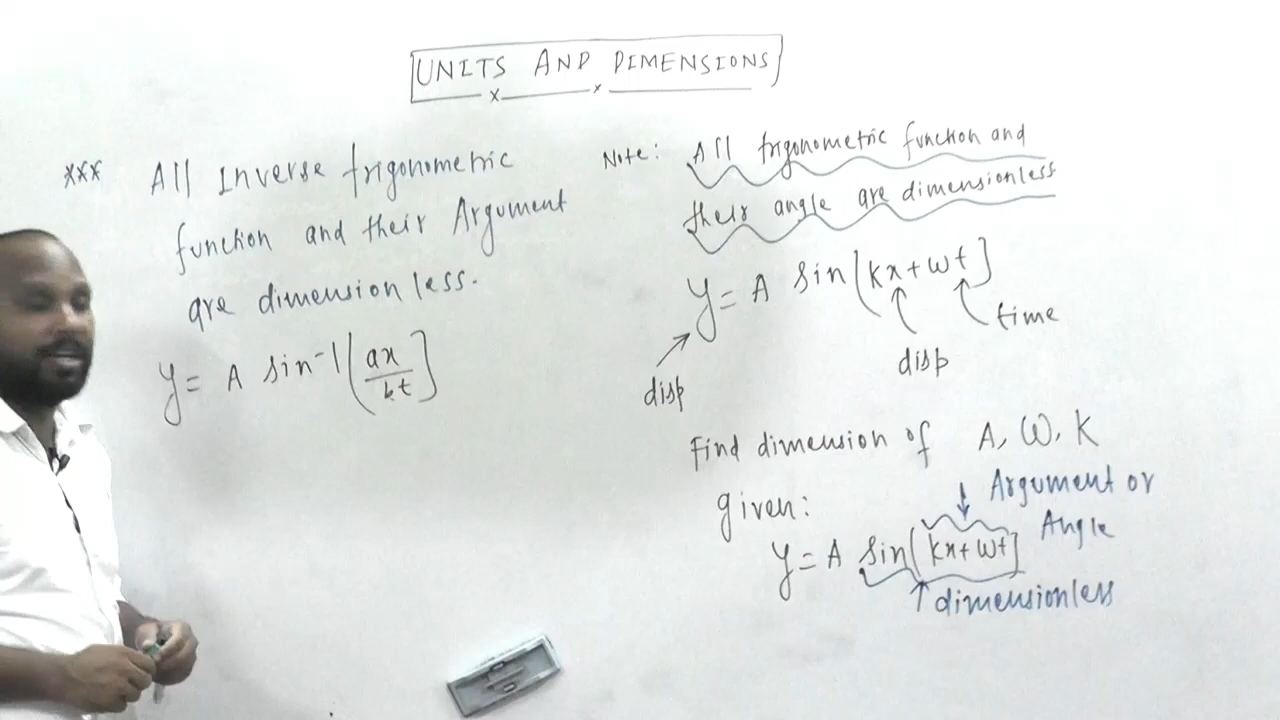 UNITS AND DIMENSIONS
*** All Inverse trigonometric
function and their Argument
are dimensionless.
y = A sin⁻¹(ax/kt]
Note: All trigonometric function and
their angle are dimensionless
y = A sin(kx + ωt]
disp
disp
time
Find dimension of A, ω, K
given:
Argument or
Angle
y = A sin(kx + ωt]
dimensionless